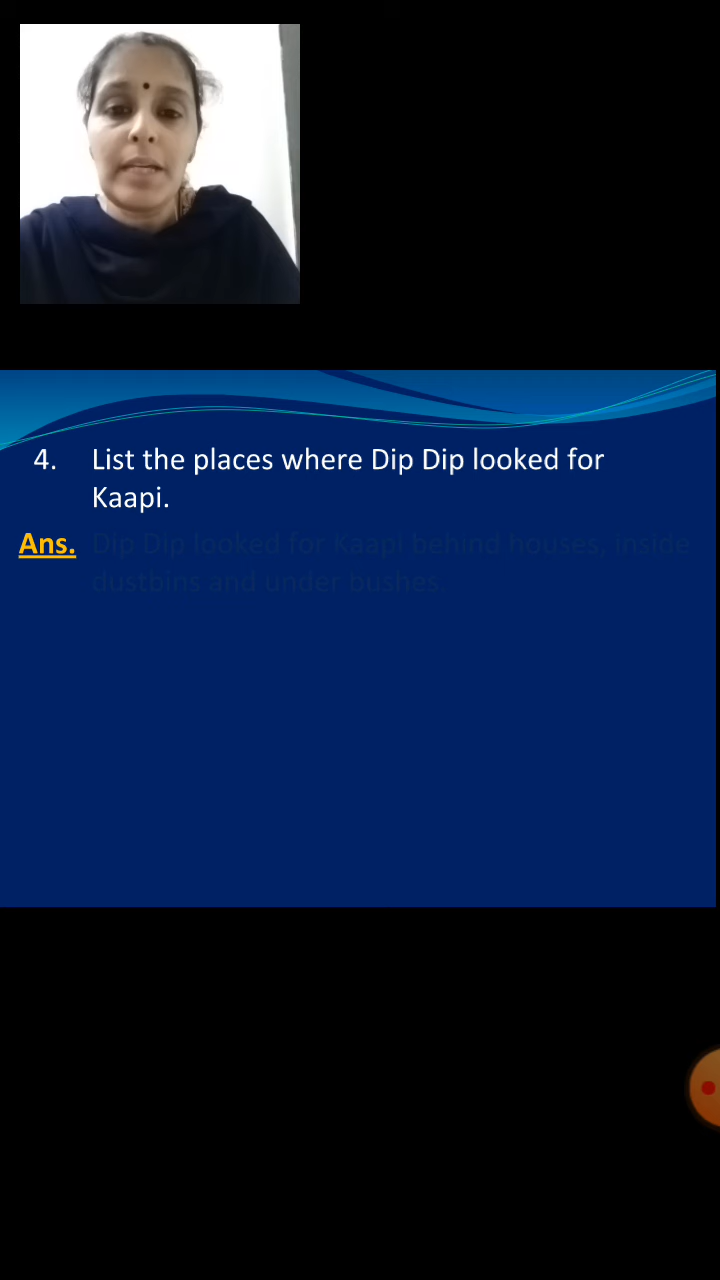 4. List the places where Dip Dip looked for
Kaapi.
Ans. Dip Dip looked for Kaapi behind houses, inside
dustbins and under bushes.